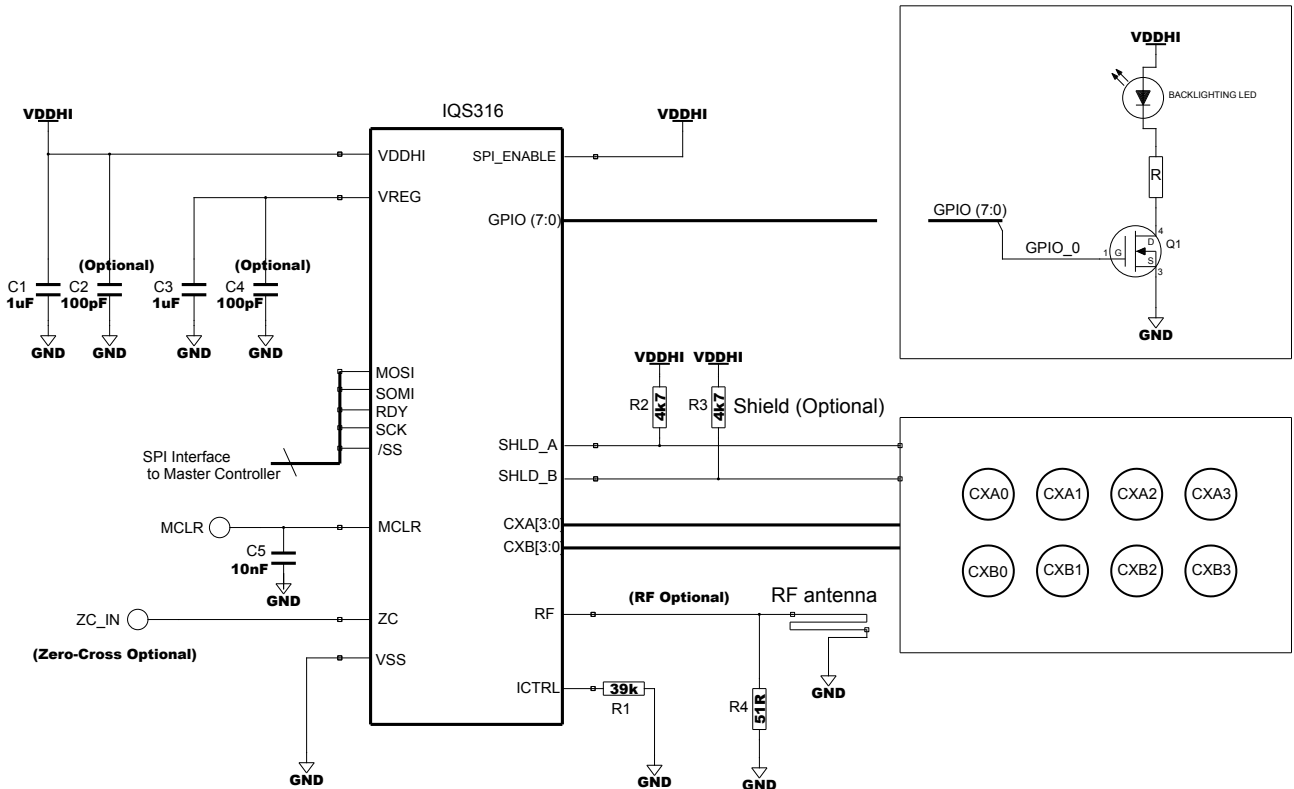 IQS316
VDDHI
VDDHI
VREG
C1
1uF
(Optional)
C2
100pF
C3
1uF
(Optional)
C4
100pF
GND
GND
GND
GND
MOSI
SOMI
RDY
SCK
/SS
SPI Interface
to Master Controller
MCLR
MCLR
C5
10nF
GND
ZC_IN
ZC
(Zero-Cross Optional)
VSS
GND
SPI_ENABLE
VDDHI
GPIO (7:0)
VDDHI
VDDHI
R2
4k7
R3
4k7
Shield (Optional)
SHLD_A
SHLD_B
CXA[3:0
CXB[3:0
RF
(RF Optional)
RF antenna
GND
ICTRL
39k
R1
GND
R4
51R
GND
VDDHI
BACKLIGHTING LED
R
GPIO (7:0)
GPIO_0
1
G
4
D
S
3
Q1
GND
CXA0
CXA1
CXA2
CXA3
CXB0
CXB1
CXB2
CXB3